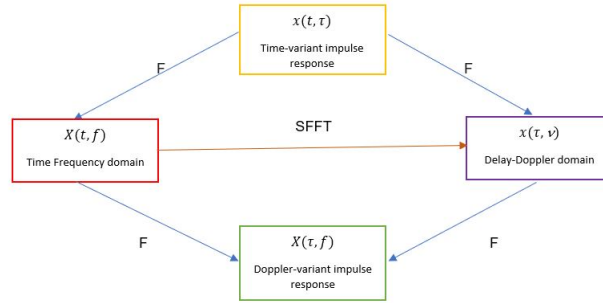 x(t, τ)
Time-variant impulse
response
F
F
X(t, f)
Time Frequency domain
SFFT
x(τ, ν)
Delay-Doppler domain
F
F
X(τ, f)
Doppler-variant impulse
response